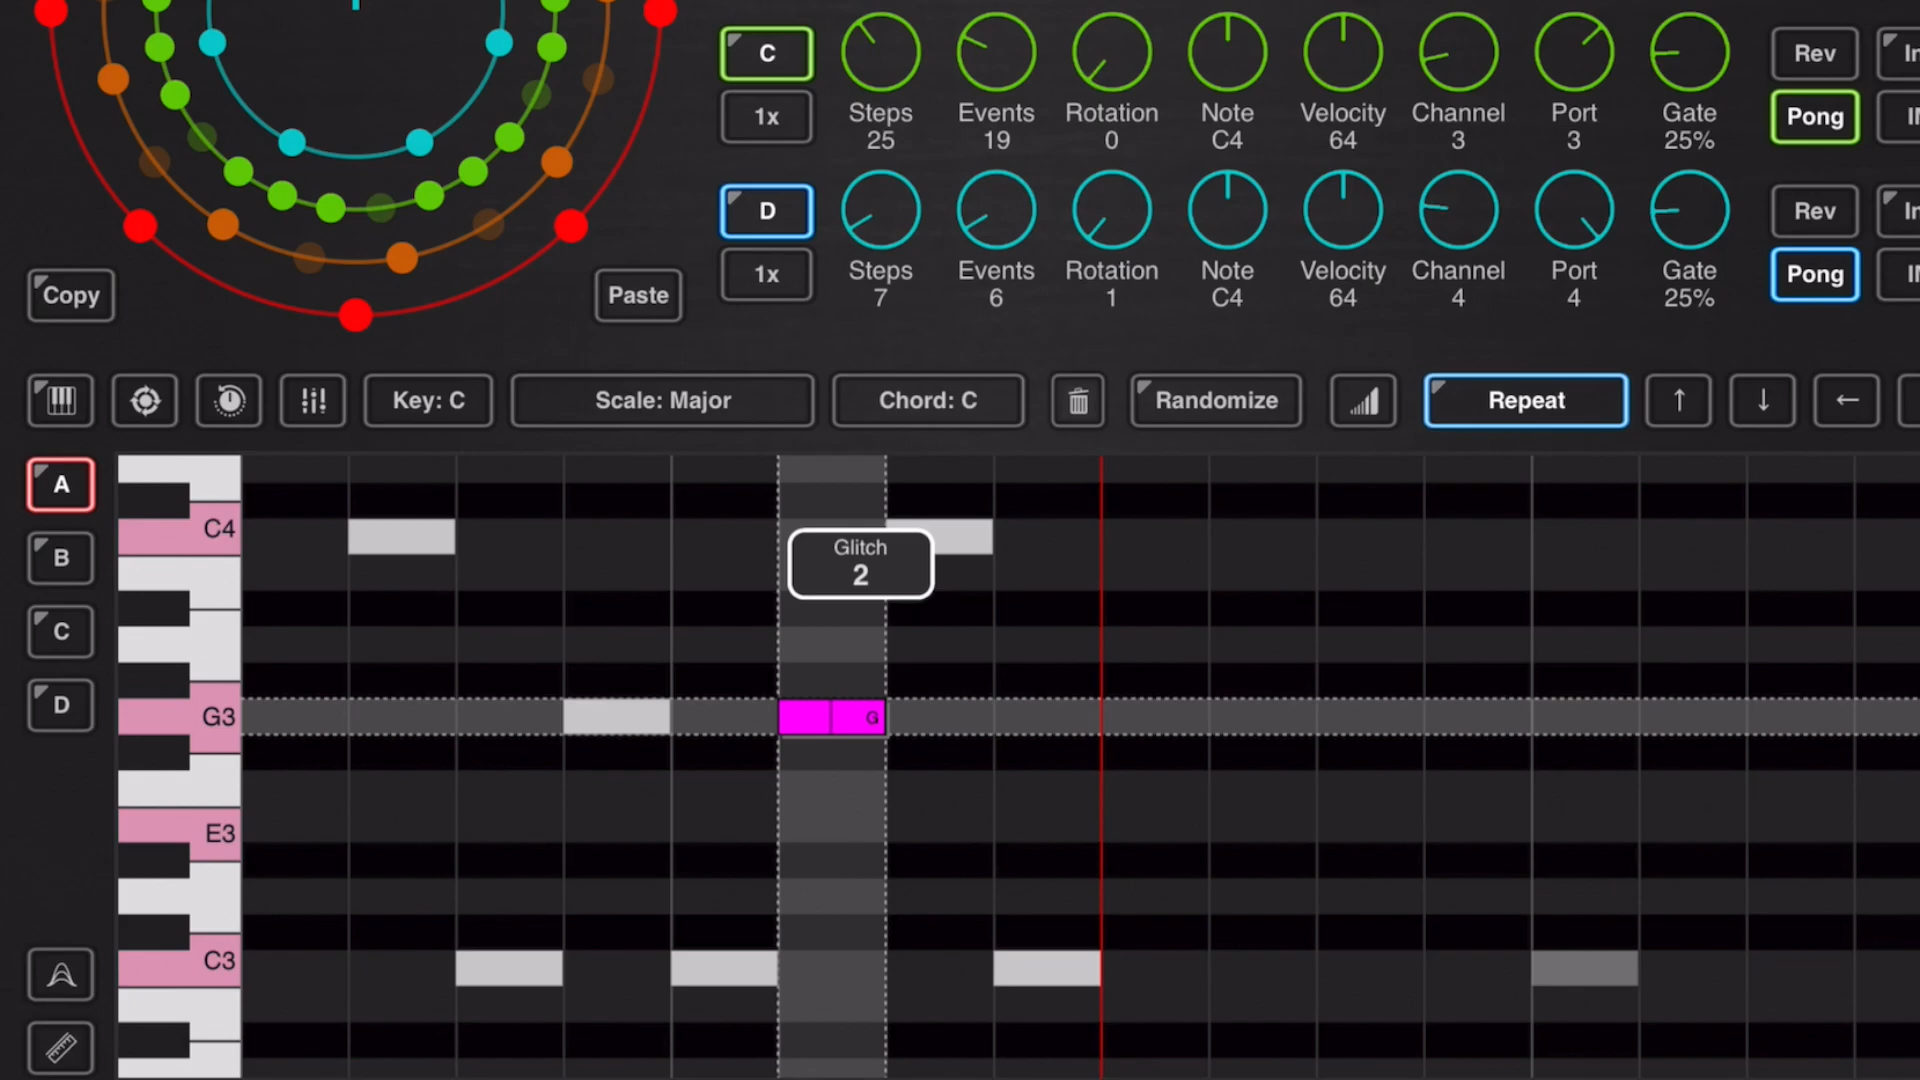 C
Steps Events Rotation Note Velocity Channel Port Gate
25 19 0 C4 64 3 3 25%
Rev
1x
Pong
D
Steps Events Rotation Note Velocity Channel Port Gate
7 6 1 C4 64 4 4 25%
Rev
1x
Pong
Copy
Paste
Key: C
Scale: Major
Chord: C
Randomize
Repeat
↑ ↓ ←
A
B
C
D
C4
Glitch
2
G3
G
E3
C3